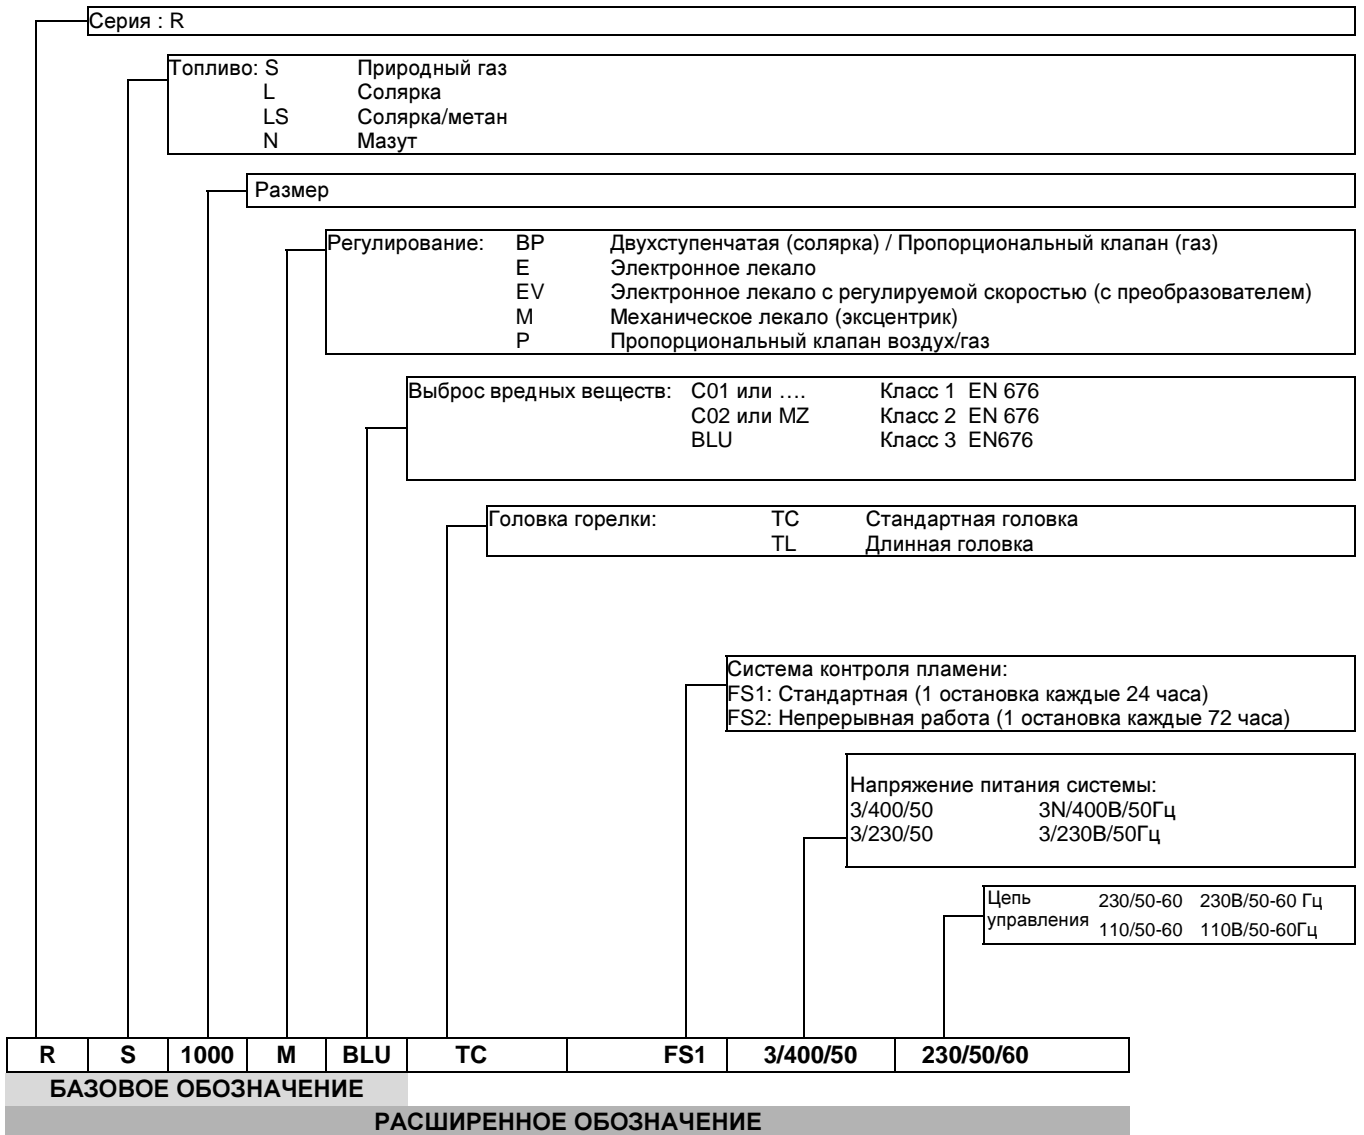 Серия : R
Топливо: S Природный газ
L Солярка
LS Солярка/метан
N Мазут
Размер
Регулирование: BP Двухступенчатая (солярка) / Пропорциональный клапан (газ)
E Электронное лекало
EV Электронное лекало с регулируемой скоростью (с преобразователем)
M Механическое лекало (эксцентрик)
P Пропорциональный клапан воздух/газ
Выброс вредных веществ: C01 или …. Класс 1 EN 676
C02 или MZ Класс 2 EN 676
BLU Класс 3 EN676
Головка горелки: TC Стандартная головка
TL Длинная головка
Система контроля пламени:
FS1: Стандартная (1 остановка каждые 24 часа)
FS2: Непрерывная работа (1 остановка каждые 72 часа)
Напряжение питания системы:
3/400/50 3N/400В/50Гц
3/230/50 3/230В/50Гц
Цепь управления 230/50-60 230В/50-60 Гц
110/50-60 110В/50-60Гц
R S 1000 M BLU TC FS1 3/400/50 230/50/60
БАЗОВОЕ ОБОЗНАЧЕНИЕ
РАСШИРЕННОЕ ОБОЗНАЧЕНИЕ